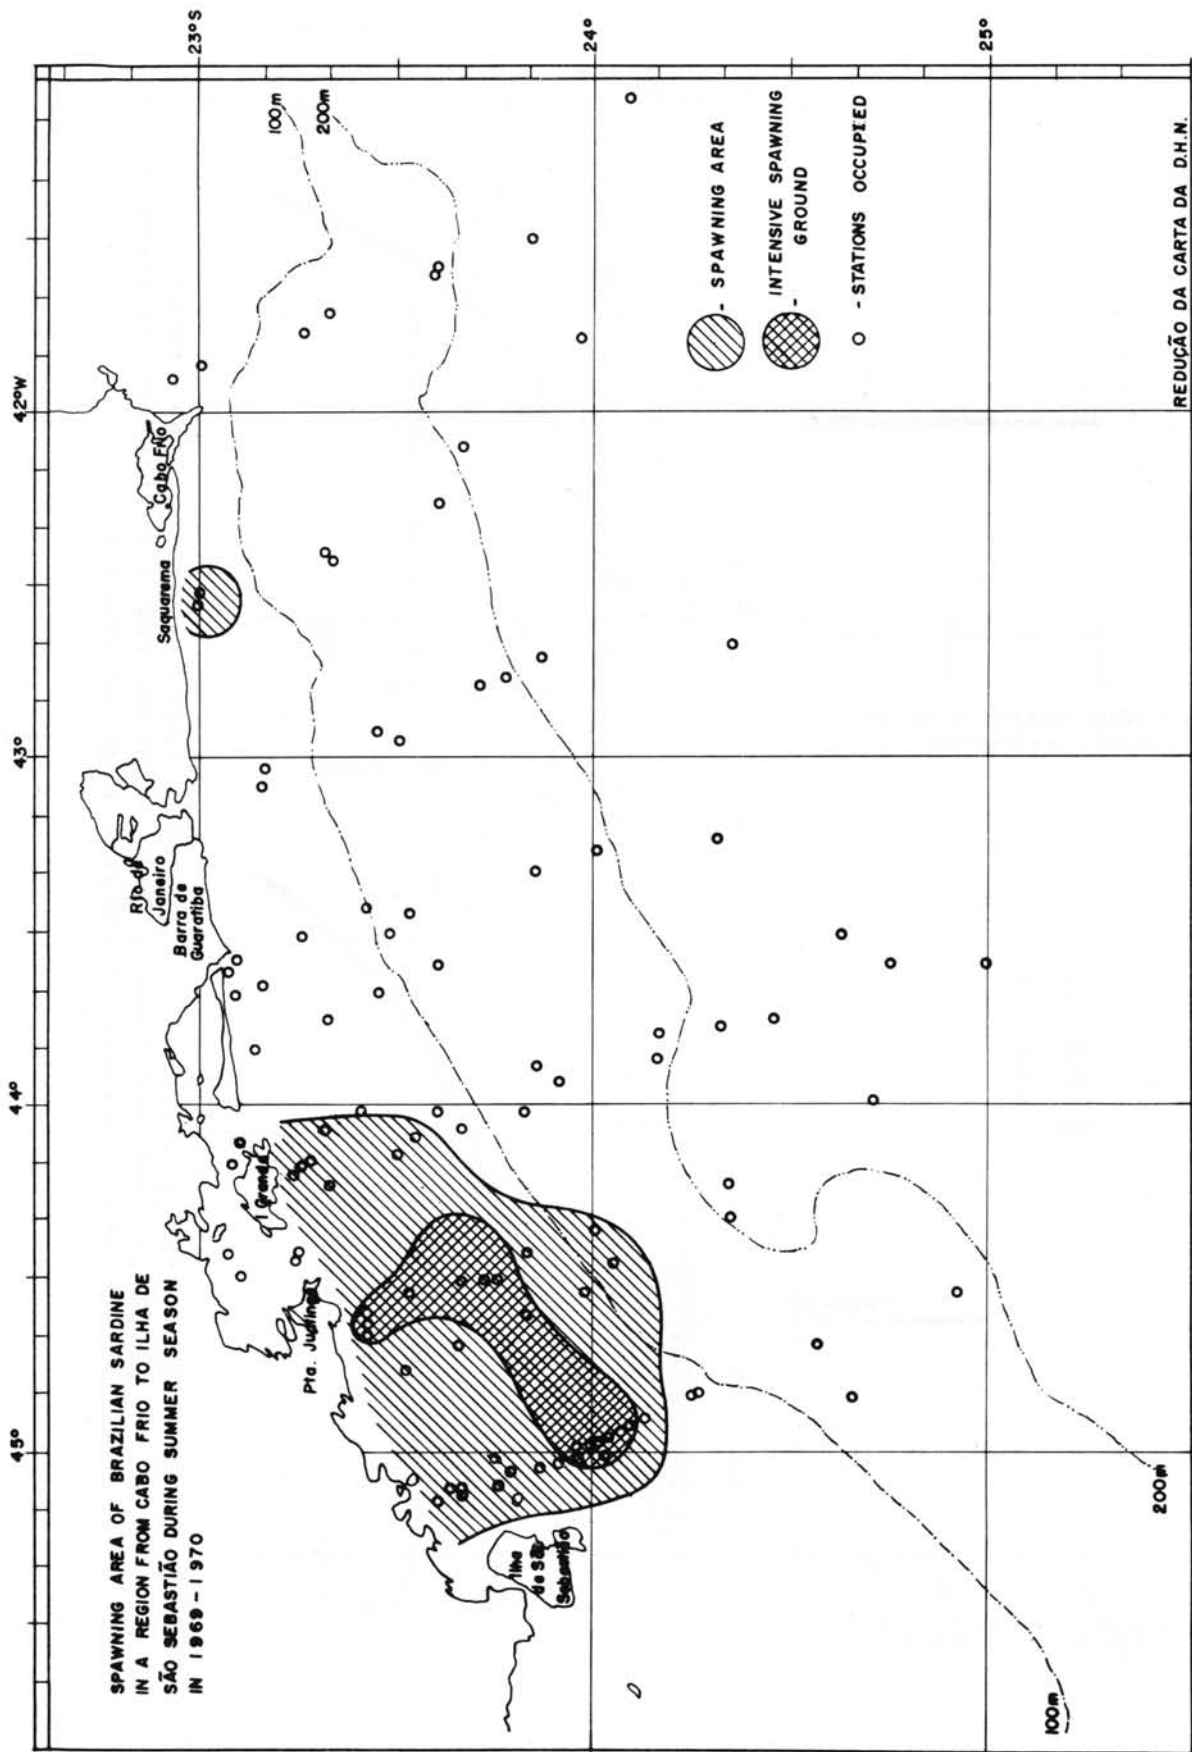 SPAWNING AREA OF BRAZILIAN SARDINE
IN A REGION FROM CABO FRIO TO ILHA DE
SÃO SEBASTIÃO DURING SUMMER SEASON
IN 1969-1970
45°
44°
43°
42°W
23°S
24°
25°
Rio de
Janeiro
Barra de
Guaratiba
Saquarema
Cabo Frio
I Grande
Pta. Juatinga
Ilha
de São
Sebastião
100m
200m
100m
200m
- SPAWNING AREA
- INTENSIVE SPAWNING
GROUND
- STATIONS OCCUPIED
REDUÇÃO DA CARTA DA D.H.N.